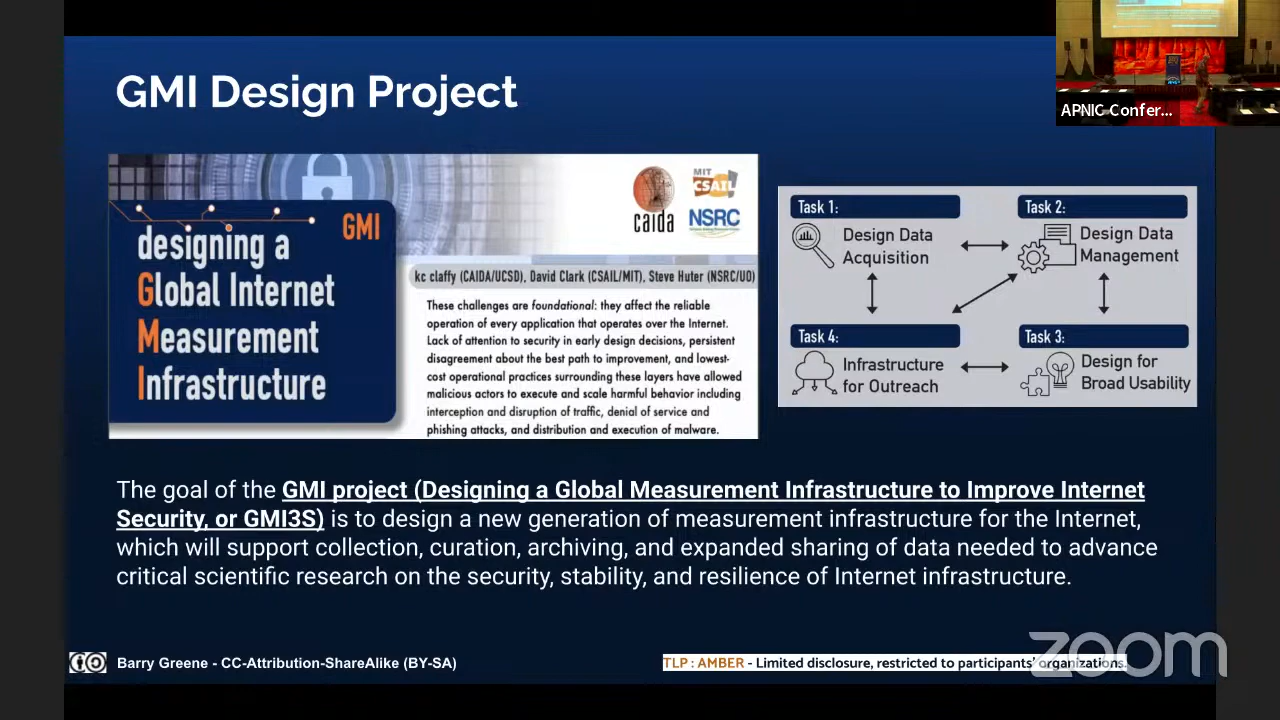 GMI Design Project
APNIC Confer...
GMI
designing a
Global Internet
Measurement
Infrastructure
caida
MIT
CSAIL
NSRC
kc claffy (CAIDA/UCSD), David Clark (CSAIL/MIT), Steve Huter (NSRC/UO)
These challenges are foundational: they affect the reliable
operation of every application that operates over the Internet.
Lack of attention to security in early design decisions, persistent
disagreement about the best path to improvement, and lowest-
cost operational practices surrounding these layers have allowed
malicious actors to execute and scale harmful behavior including
interception and disruption of traffic, denial of service and
phishing attacks, and distribution and execution of malware.
Task 1:
Design Data
Acquisition
Task 2:
Design Data
Management
Task 4:
Infrastructure
for Outreach
Task 3:
Design for
Broad Usability
The goal of the GMI project (Designing a Global Measurement Infrastructure to Improve Internet
Security, or GMI3S) is to design a new generation of measurement infrastructure for the Internet,
which will support collection, curation, archiving, and expanded sharing of data needed to advance
critical scientific research on the security, stability, and resilience of Internet infrastructure.
Barry Greene - CC-Attribution-ShareAlike (BY-SA)
TLP : AMBER - Limited disclosure, restricted to participants' organizations.
zoom